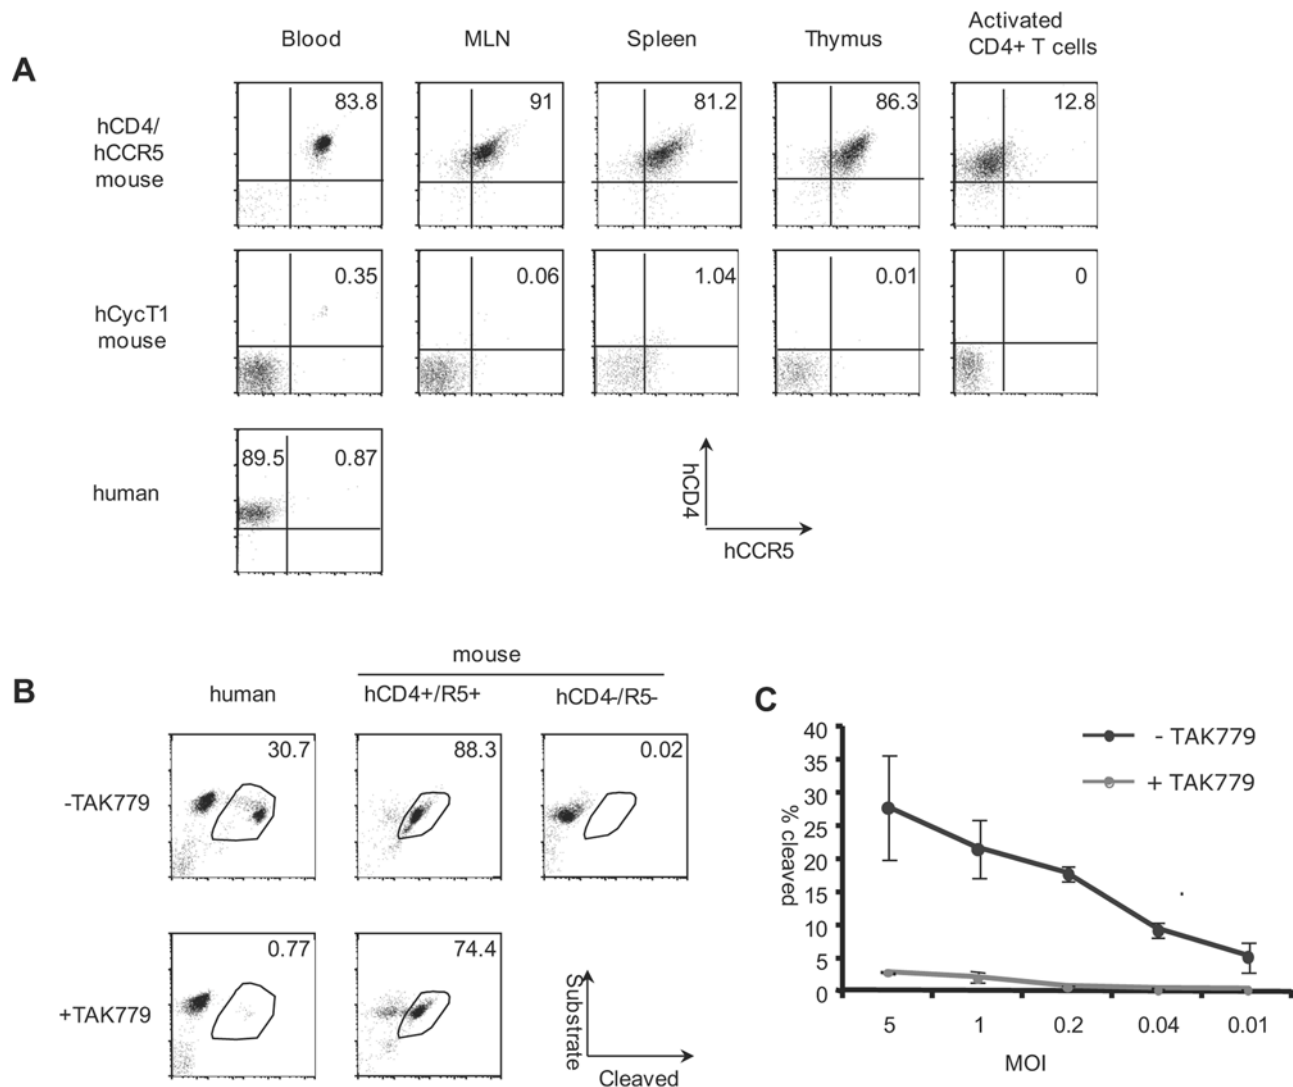 Blood MLN Spleen Thymus Activated CD4+ T cells
A
hCD4/
hCCR5
mouse
83.8 91 81.2 86.3 12.8
hCycT1
mouse
0.35 0.06 1.04 0.01 0
human
89.5 0.87
hCD4
hCCR5
B
mouse
human hCD4+/R5+ hCD4-/R5-
-TAK779
30.7 88.3 0.02
+TAK779
0.77 74.4
Substrate
Cleaved
C
- TAK779
+ TAK779
% cleaved
40
35
30
25
20
15
10
5
0
5 1 0.2 0.04 0.01
MOI